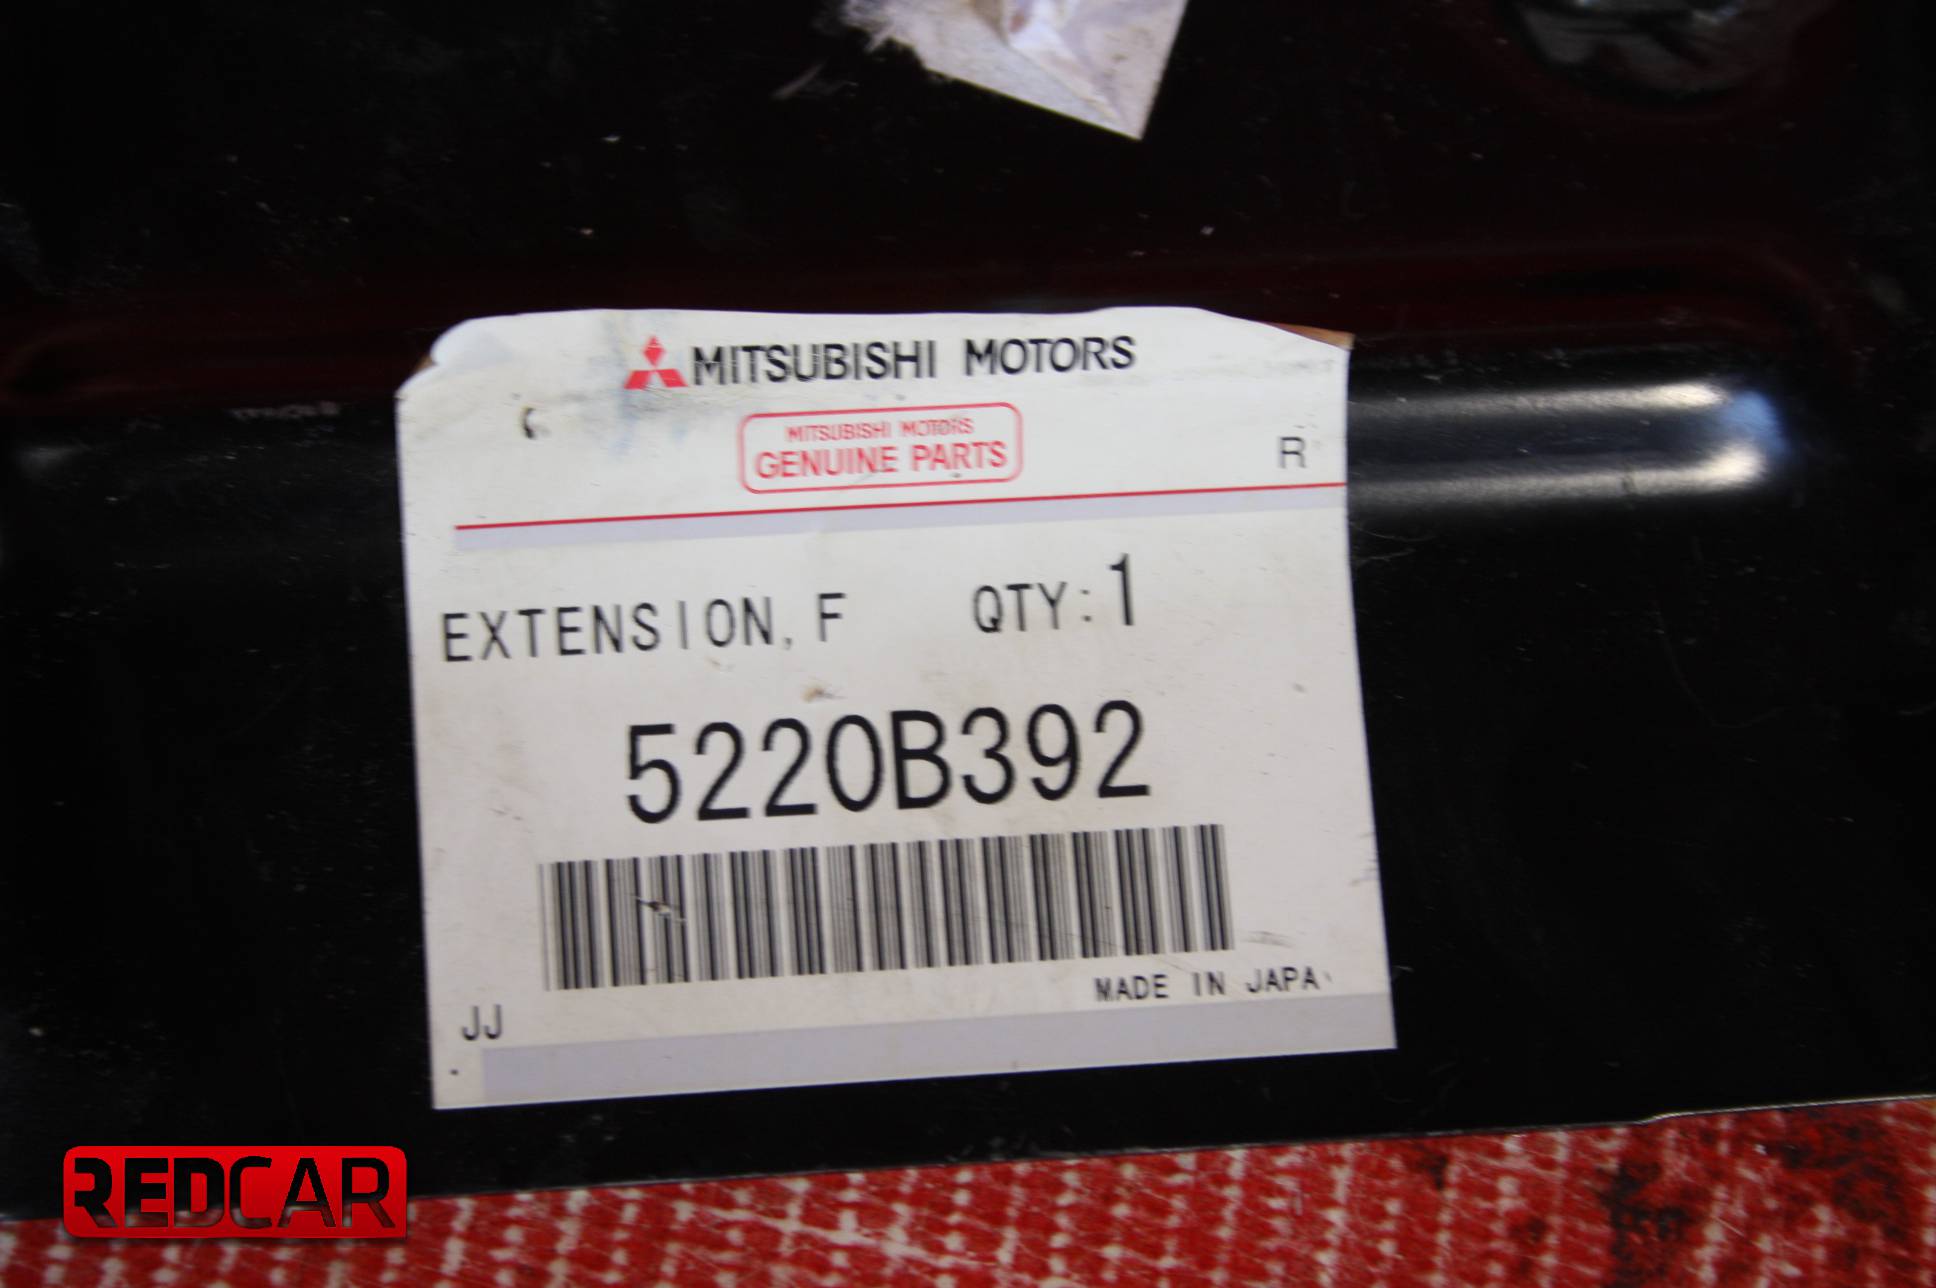 MITSUBISHI MOTORS
MITSUBISHI MOTORS
GENUINE PARTS
R
EXTENSION, F QTY:1
5220B392
MADE IN JAPA
JJ
REDCAR